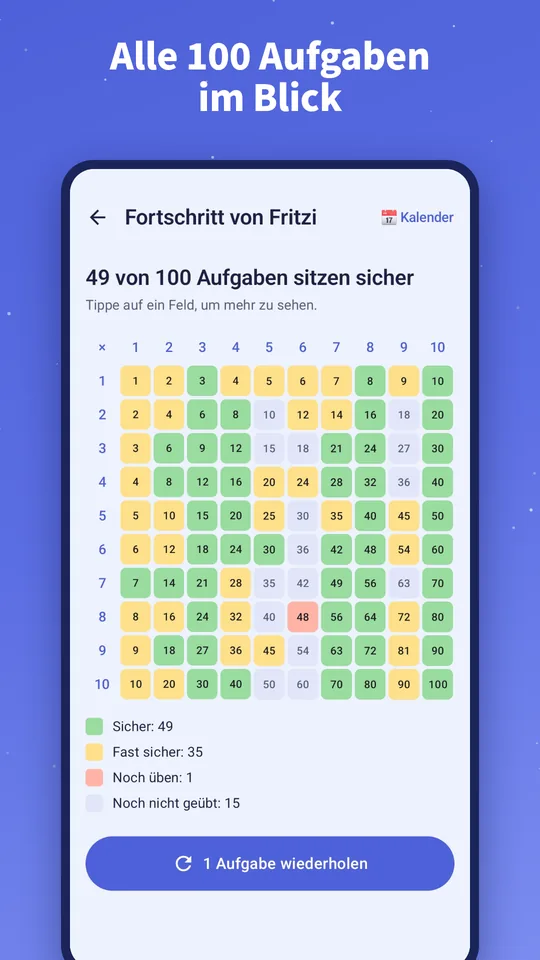 Alle 100 Aufgaben
im Blick
Fortschritt von Fritzi
17 Kalender
49 von 100 Aufgaben sitzen sicher
Tippe auf ein Feld, um mehr zu sehen.
× 1 2 3 4 5 6 7 8 9 10
1 1 2 3 4 5 6 7 8 9 10
2 2 4 6 8 10 12 14 16 18 20
3 3 6 9 12 15 18 21 24 27 30
4 4 8 12 16 20 24 28 32 36 40
5 5 10 15 20 25 30 35 40 45 50
6 6 12 18 24 30 36 42 48 54 60
7 7 14 21 28 35 42 49 56 63 70
8 8 16 24 32 40 48 56 64 72 80
9 9 18 27 36 45 54 63 72 81 90
10 10 20 30 40 50 60 70 80 90 100
Sicher: 49
Fast sicher: 35
Noch üben: 1
Noch nicht geübt: 15
1 Aufgabe wiederholen